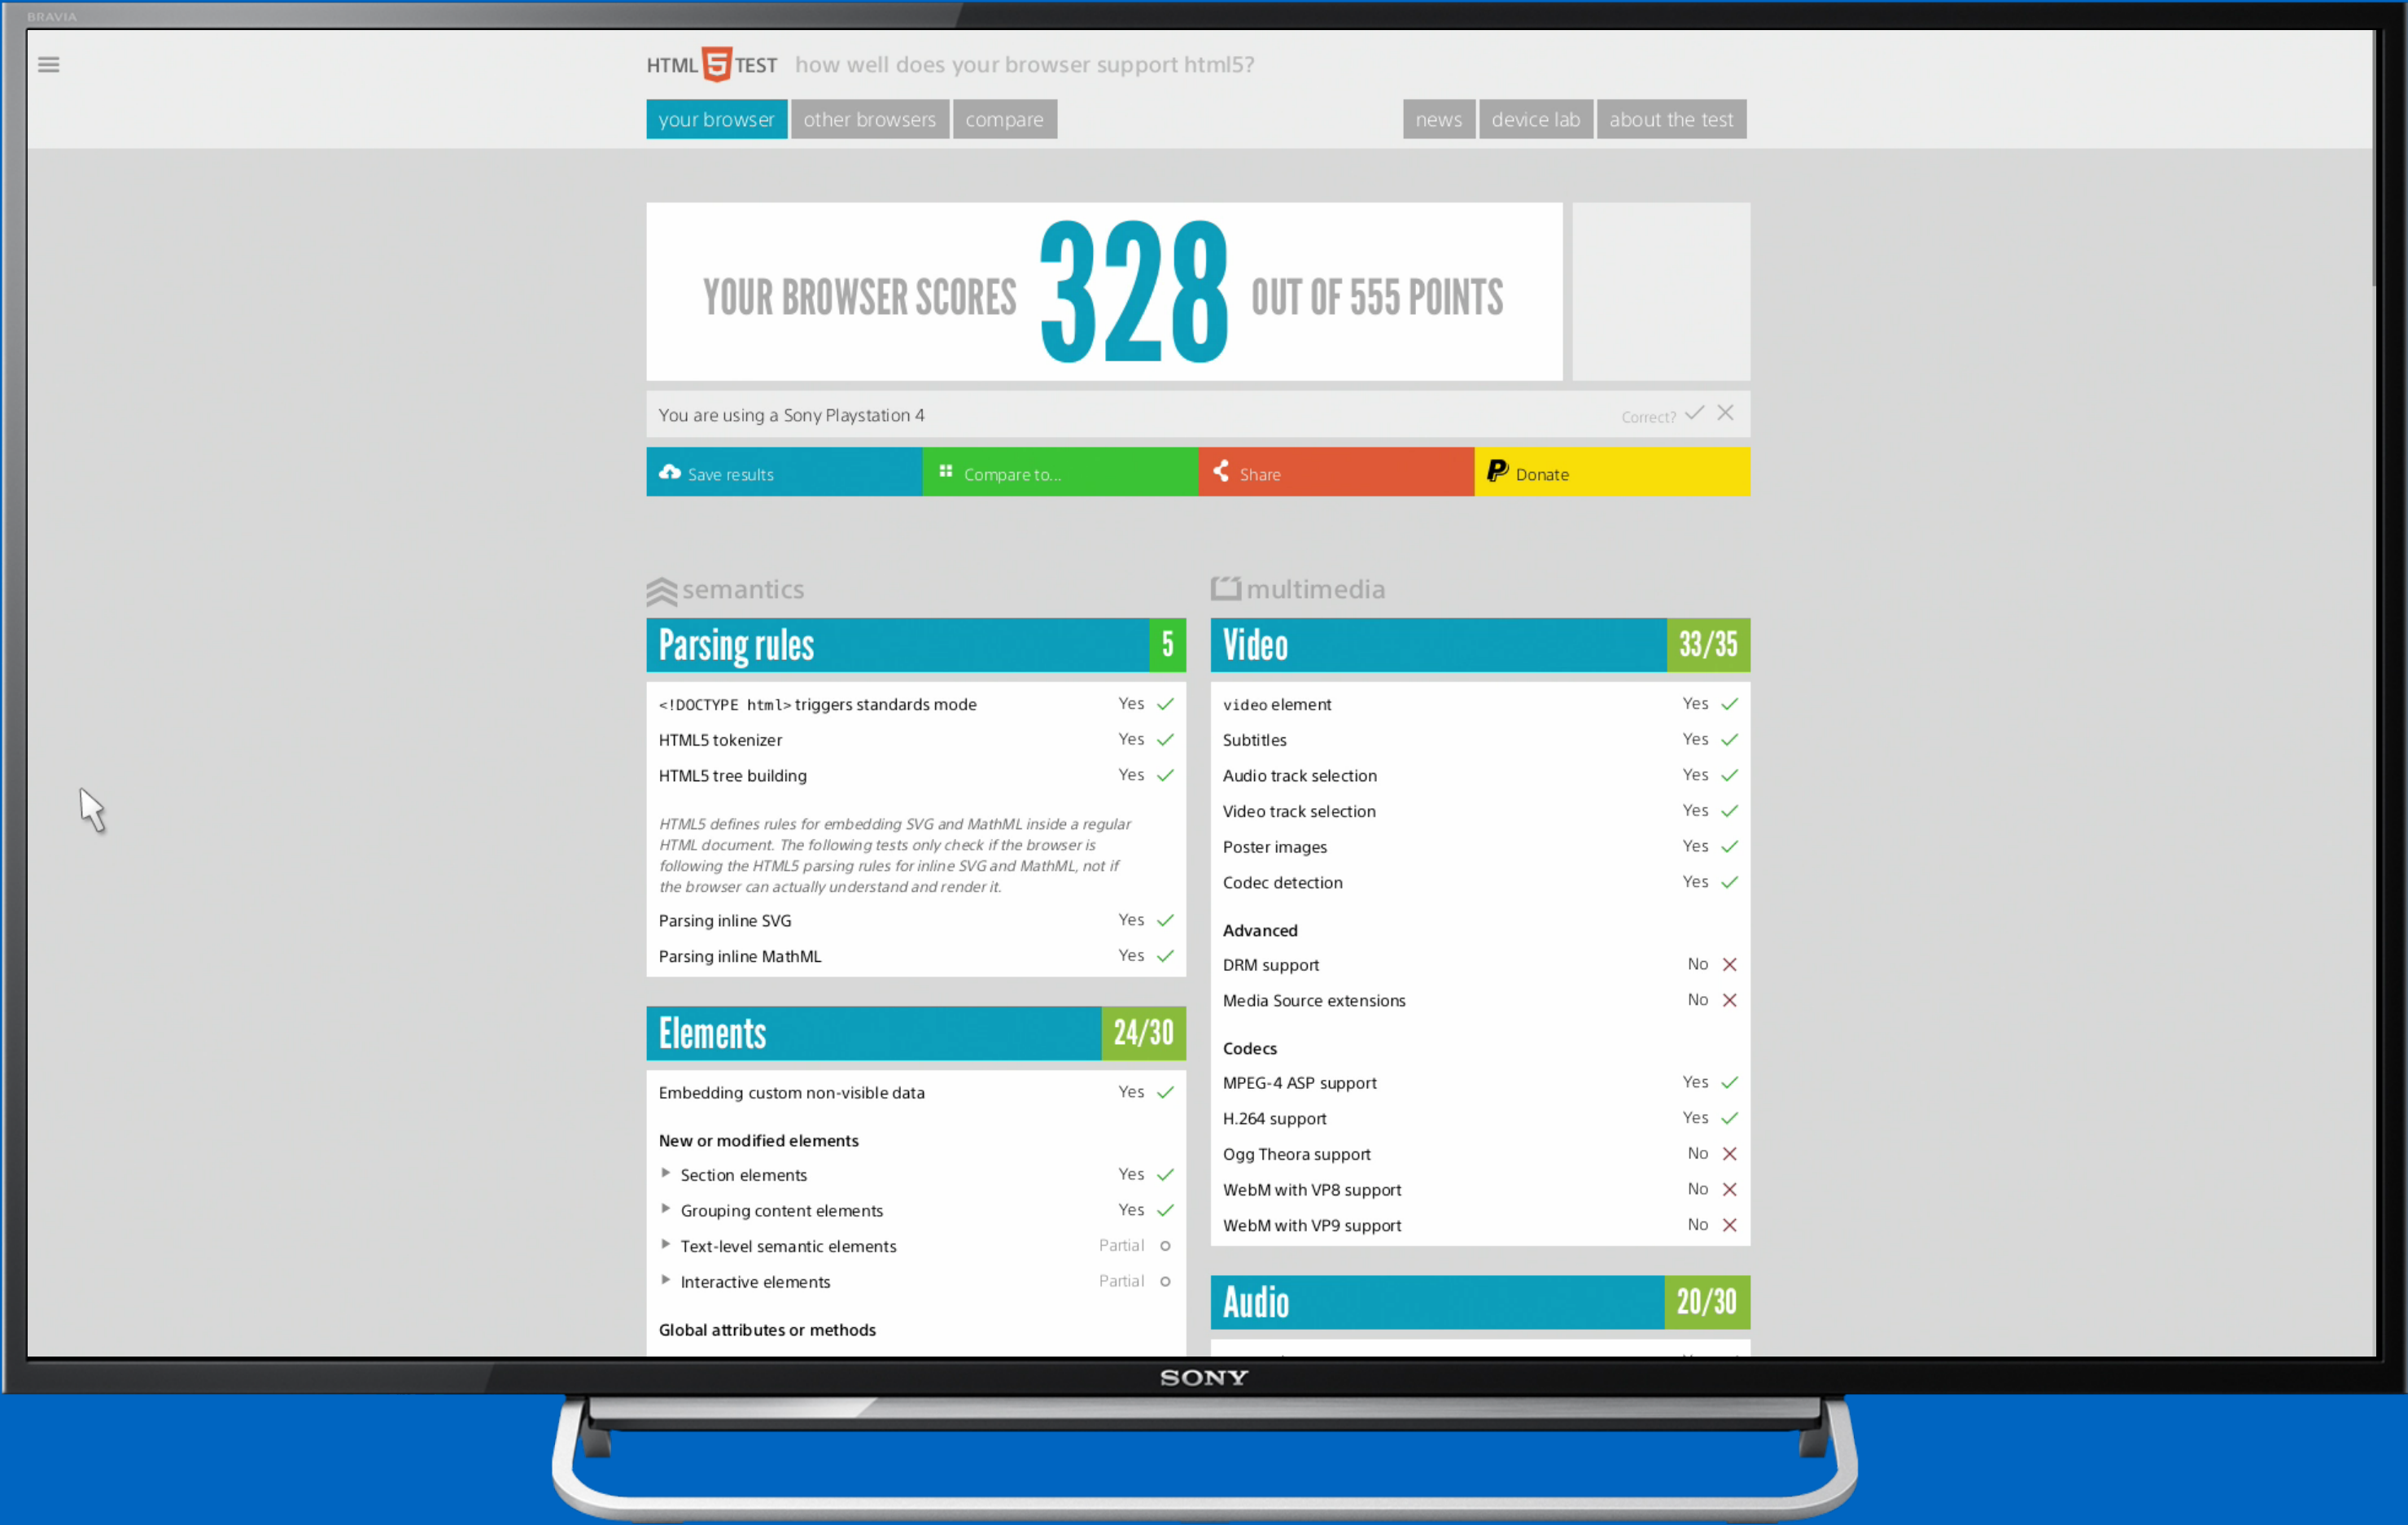 BRAVIA
HTML 5 TEST how well does your browser support html5?
your browser other browsers compare news device lab about the test
YOUR BROWSER SCORES 328 OUT OF 555 POINTS
You are using a Sony Playstation 4 Correct?
Save results Compare to... Share Donate
semantics
Parsing rules 5
<!DOCTYPE html> triggers standards mode Yes
HTML5 tokenizer Yes
HTML5 tree building Yes
HTML5 defines rules for embedding SVG and MathML inside a regular
HTML document. The following tests only check if the browser is
following the HTML5 parsing rules for inline SVG and MathML, not if
the browser can actually understand and render it.
Parsing inline SVG Yes
Parsing inline MathML Yes
Elements 24/30
Embedding custom non-visible data Yes
New or modified elements
Section elements Yes
Grouping content elements Yes
Text-level semantic elements Partial
Interactive elements Partial
Global attributes or methods
multimedia
Video 33/35
video element Yes
Subtitles Yes
Audio track selection Yes
Video track selection Yes
Poster images Yes
Codec detection Yes
Advanced
DRM support No
Media Source extensions No
Codecs
MPEG-4 ASP support Yes
H.264 support Yes
Ogg Theora support No
WebM with VP8 support No
WebM with VP9 support No
Audio 20/30
SONY